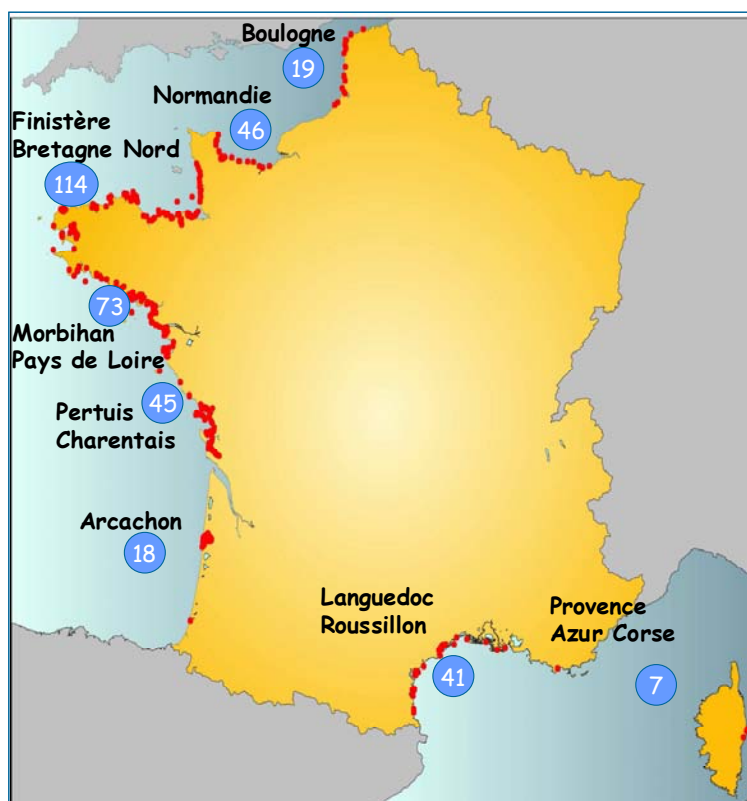 Boulogne
19
Normandie
46
Finistère
Bretagne Nord
114
73
Morbihan
Pays de Loire
45
Pertuis
Charentais
Arcachon
18
Languedoc
Roussillon
41
Provence
Azur Corse
7